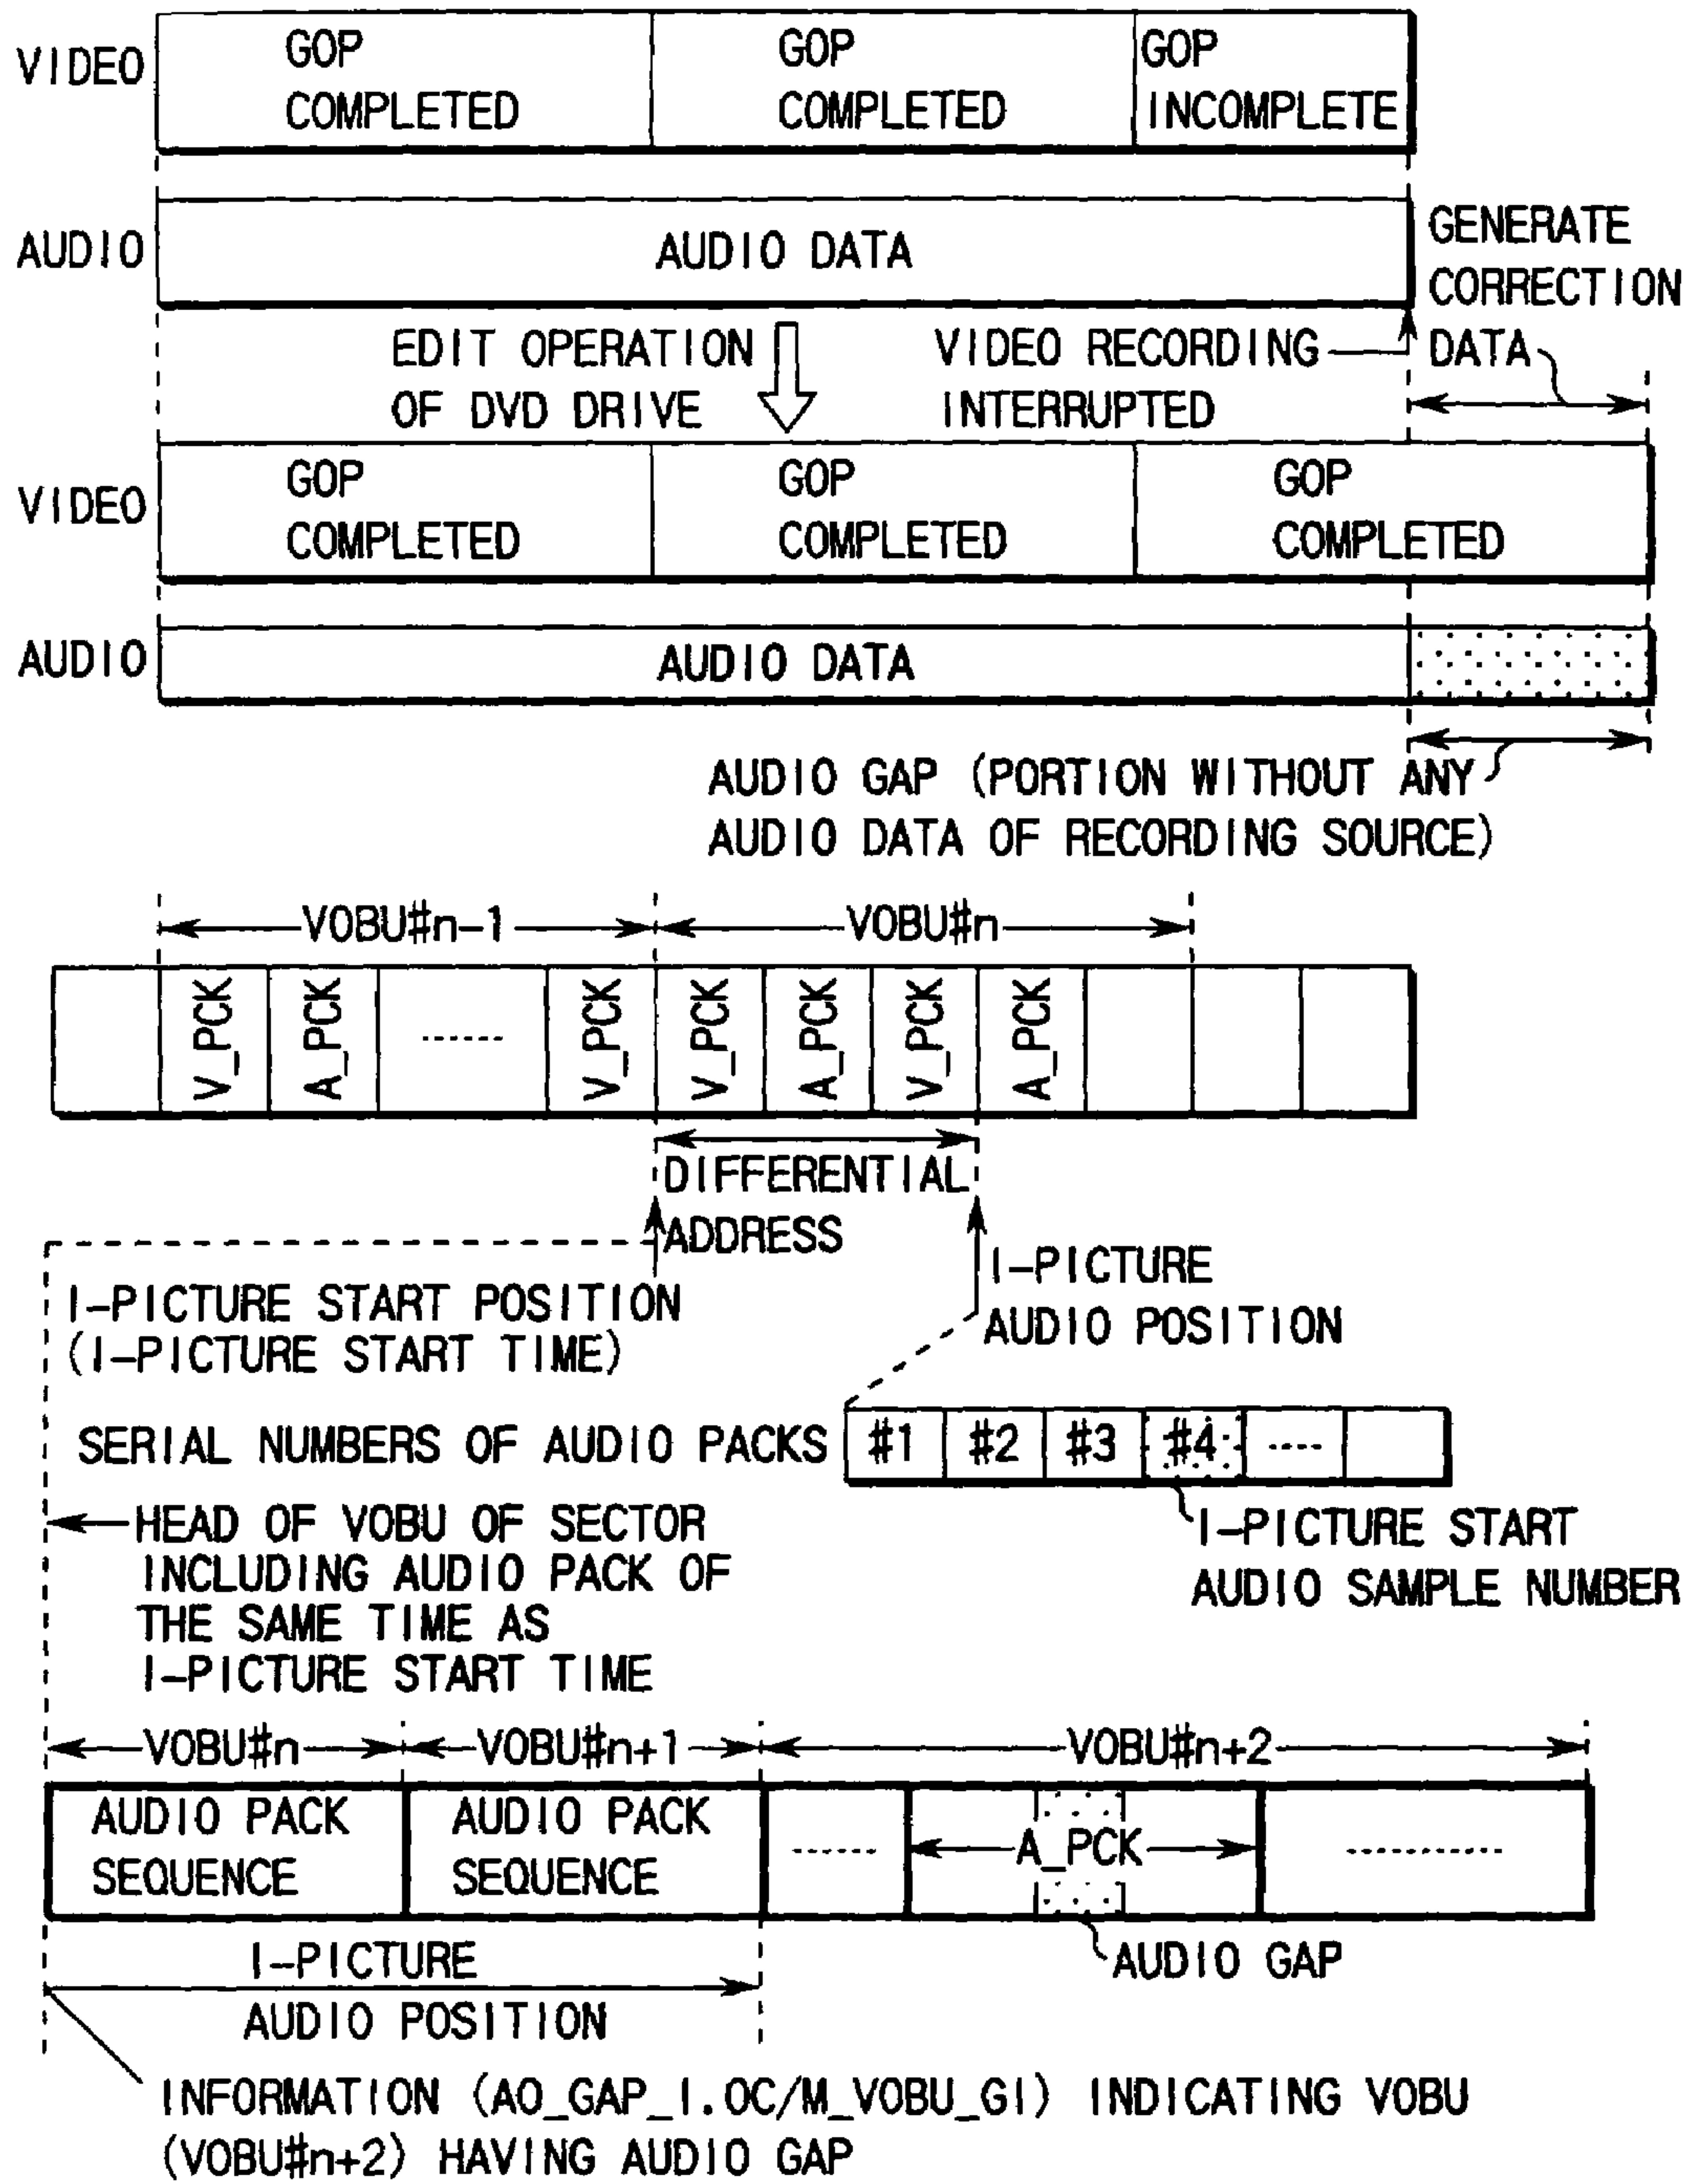 VIDEO
GOP
COMPLETED
GOP
COMPLETED
GOP
INCOMPLETE
AUDIO
AUDIO DATA
GENERATE
CORRECTION
DATA
EDIT OPERATION
OF DVD DRIVE
VIDEO RECORDING
INTERRUPTED
VIDEO
GOP
COMPLETED
GOP
COMPLETED
GOP
COMPLETED
AUDIO
AUDIO DATA
AUDIO GAP (PORTION WITHOUT ANY
AUDIO DATA OF RECORDING SOURCE)
VOBU#n-1
VOBU#n
V_PCK
A_PCK
V_PCK
V_PCK
A_PCK
V_PCK
A_PCK
DIFFERENTIAL
ADDRESS
I-PICTURE START POSITION
(I-PICTURE START TIME)
I-PICTURE
AUDIO POSITION
SERIAL NUMBERS OF AUDIO PACKS
#1
#2
#3
#4
I-PICTURE START
AUDIO SAMPLE NUMBER
HEAD OF VOBU OF SECTOR
INCLUDING AUDIO PACK OF
THE SAME TIME AS
I-PICTURE START TIME
VOBU#n
VOBU#n+1
VOBU#n+2
AUDIO PACK
SEQUENCE
AUDIO PACK
SEQUENCE
A_PCK
AUDIO GAP
I-PICTURE
AUDIO POSITION
INFORMATION (AO_GAP_I.OC/M_VOBU_GI) INDICATING VOBU
(VOBU#n+2) HAVING AUDIO GAP